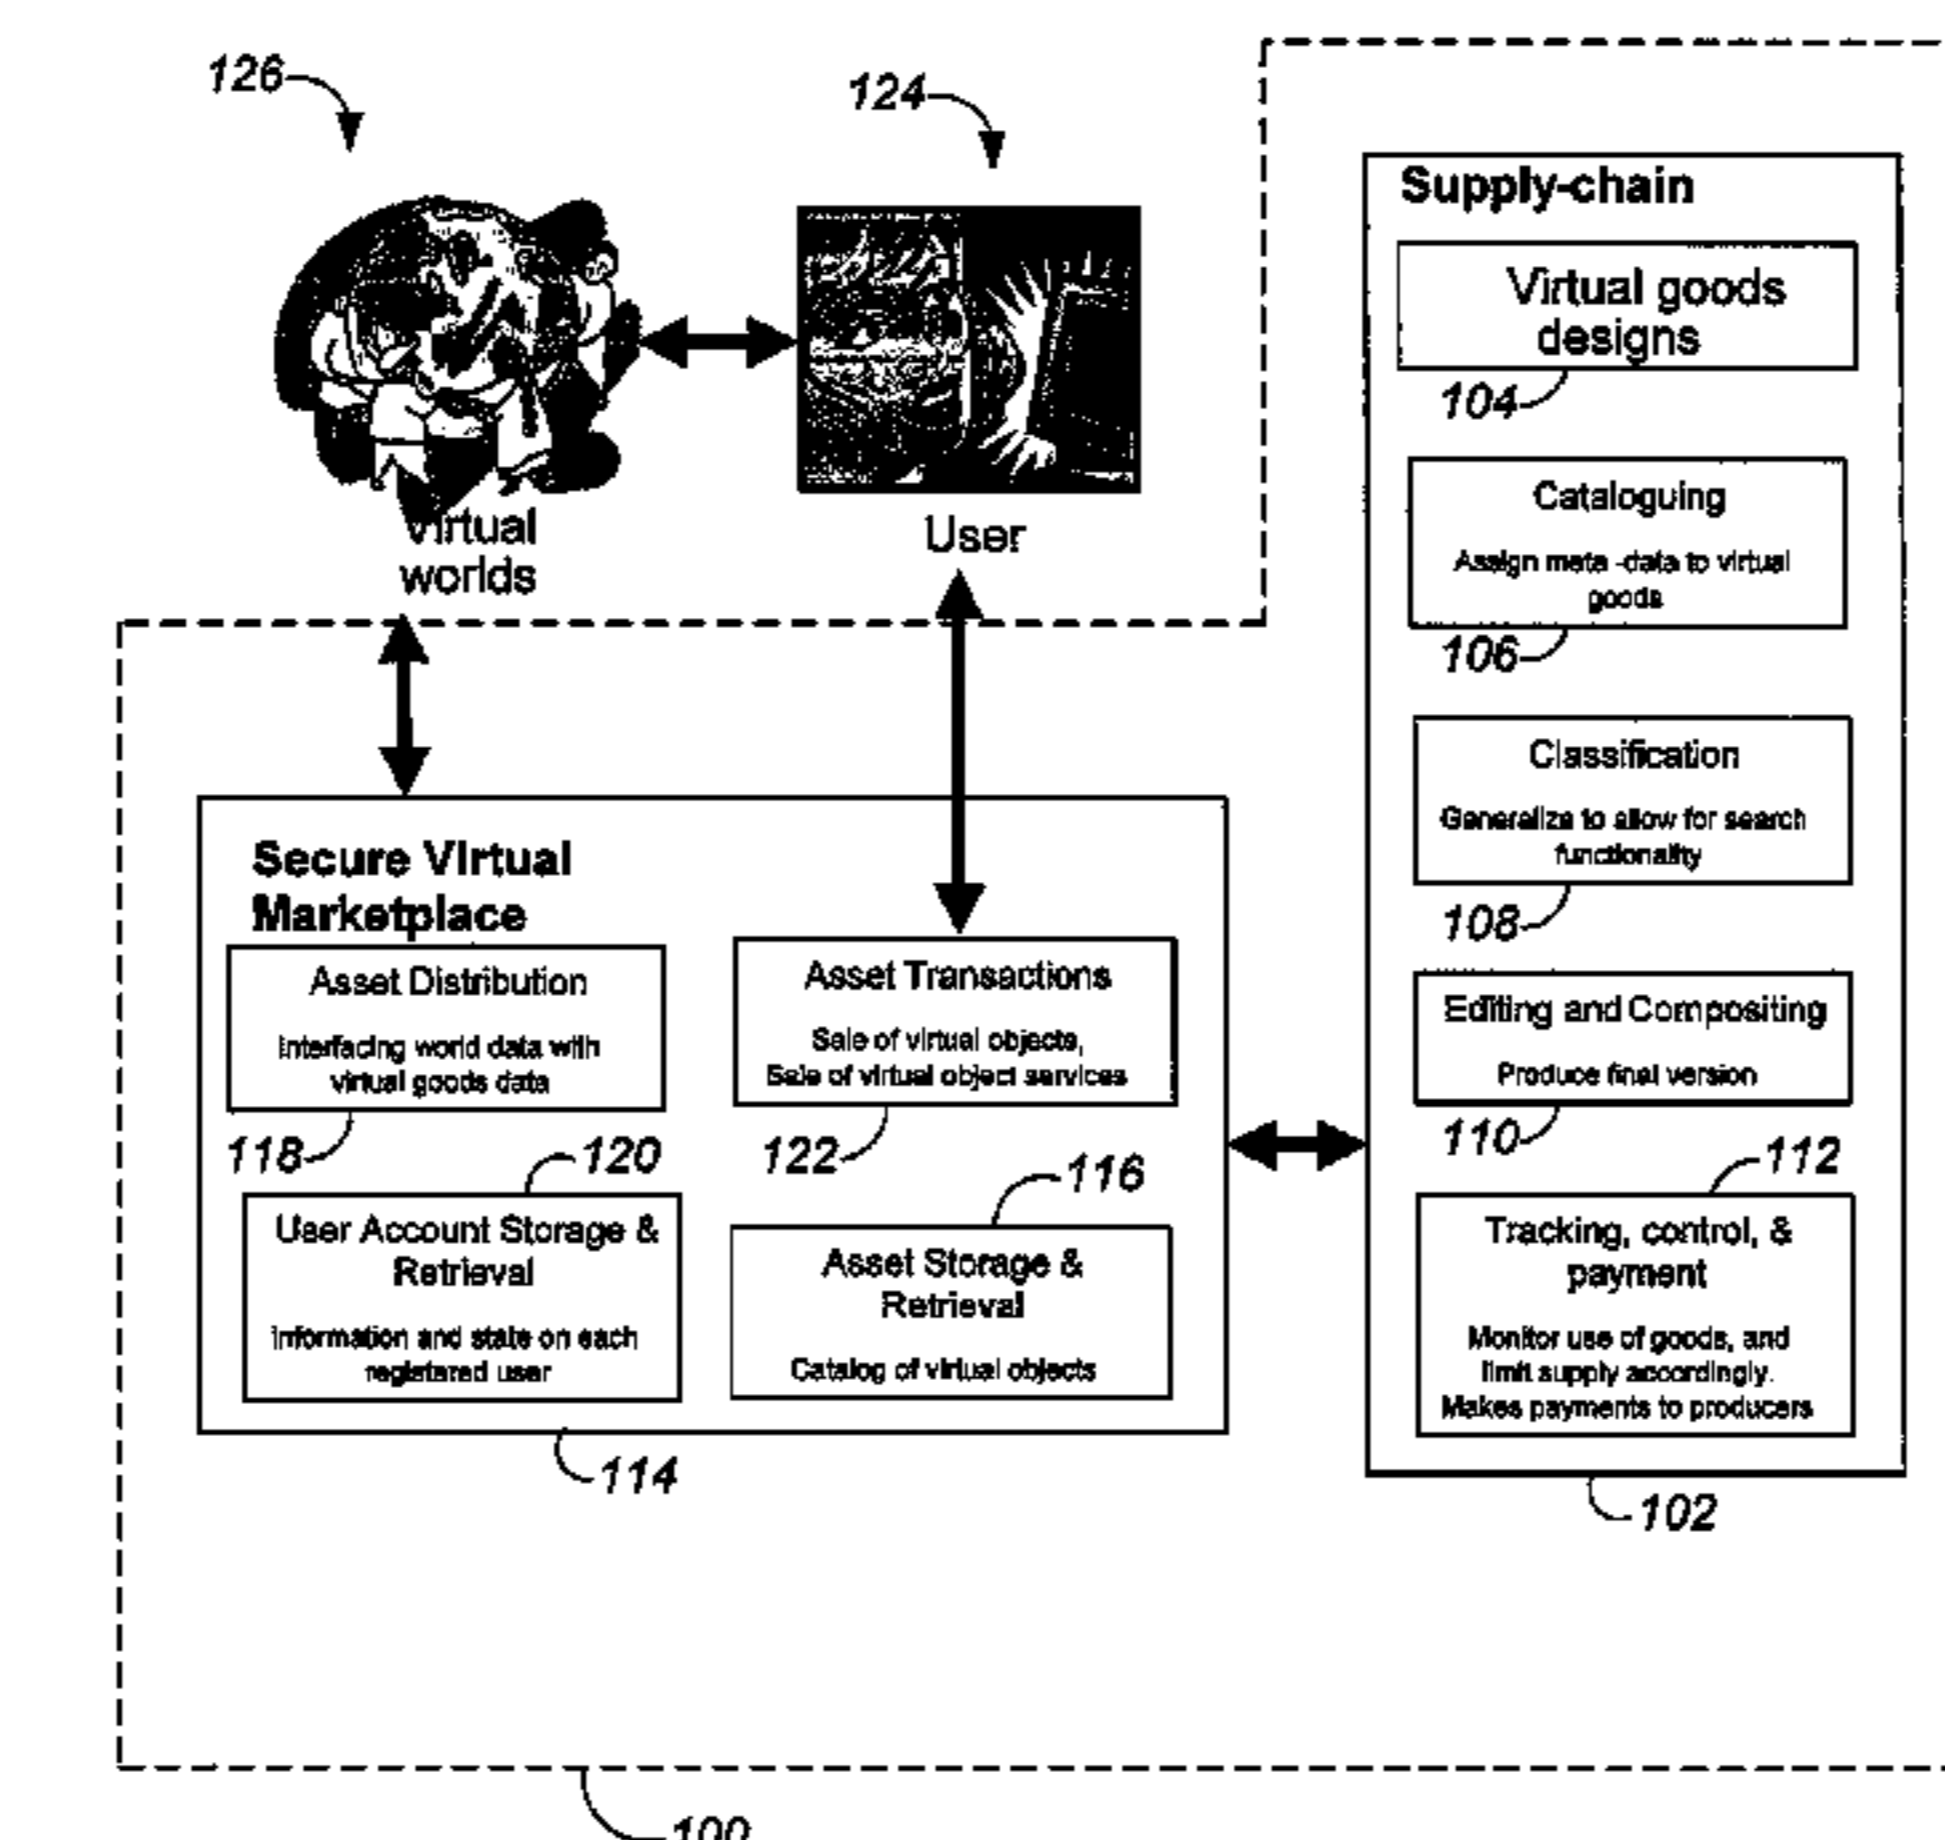 126
124
Virtual
worlds
User
Supply-chain
Virtual goods
designs
104
Cataloguing
Assign meta -data to virtual
goods
106
Classification
Generalize to allow for search
functionality
108
Editing and Compositing
Produce final version
110
112
Tracking, control, &
payment
Monitor use of goods, and
limit supply accordingly.
Makes payments to producers
102
Secure Virtual
Marketplace
Asset Distribution
Interfacing world data with
virtual goods data
118
Asset Transactions
Sale of virtual objects,
Sale of virtual object services
122
120
User Account Storage &
Retrieval
Information and state on each
registered user
116
Asset Storage &
Retrieval
Catalog of virtual objects
114
100